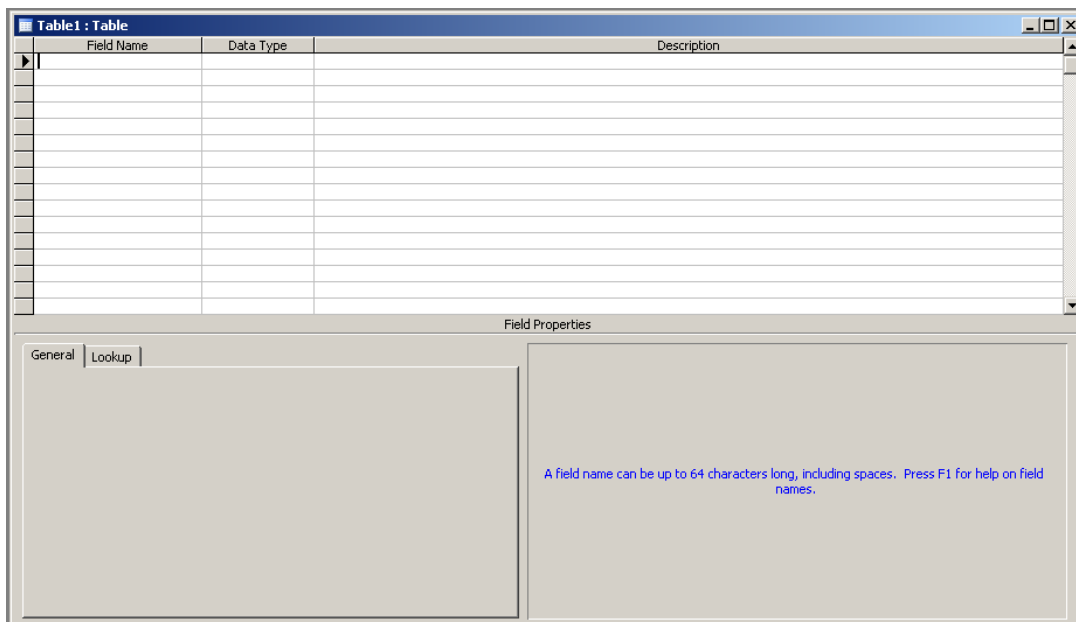 Table1 : Table
Field Name Data Type Description
Field Properties
General Lookup
A field name can be up to 64 characters long, including spaces. Press F1 for help on field
names.